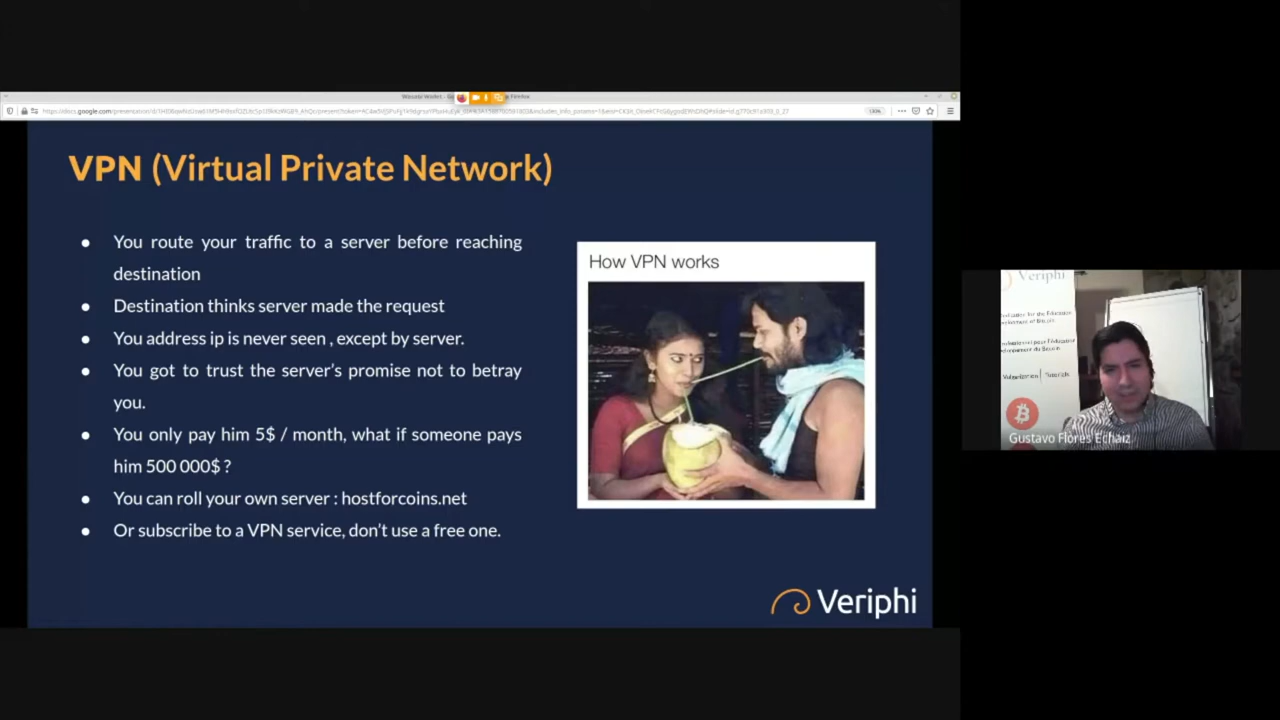 VPN (Virtual Private Network)
● You route your traffic to a server before reaching
destination
● Destination thinks server made the request
● You address ip is never seen , except by server.
● You got to trust the server's promise not to betray
you.
● You only pay him 5$ / month, what if someone pays
him 500 000$ ?
● You can roll your own server : hostforcoins.net
● Or subscribe to a VPN service, don't use a free one.
How VPN works
Veriphi
Veriphi
Tutorials
Gustavo Flores Echaiz